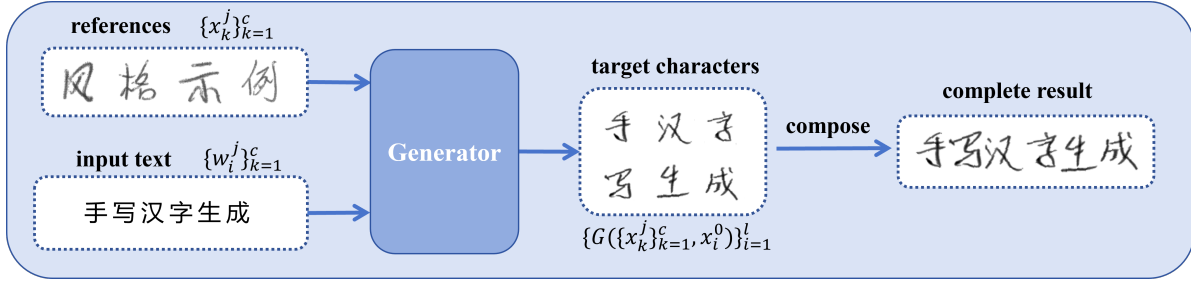 references {x_k^j}_{k=1}^c
风格示例
input text {w_i^j}_{k=1}^c
手写汉字生成
Generator
target characters
手汉字
写生成
{G({x_k^j}_{k=1}^c, x_i^0)}_{i=1}^l
compose
complete result
手写汉字生成